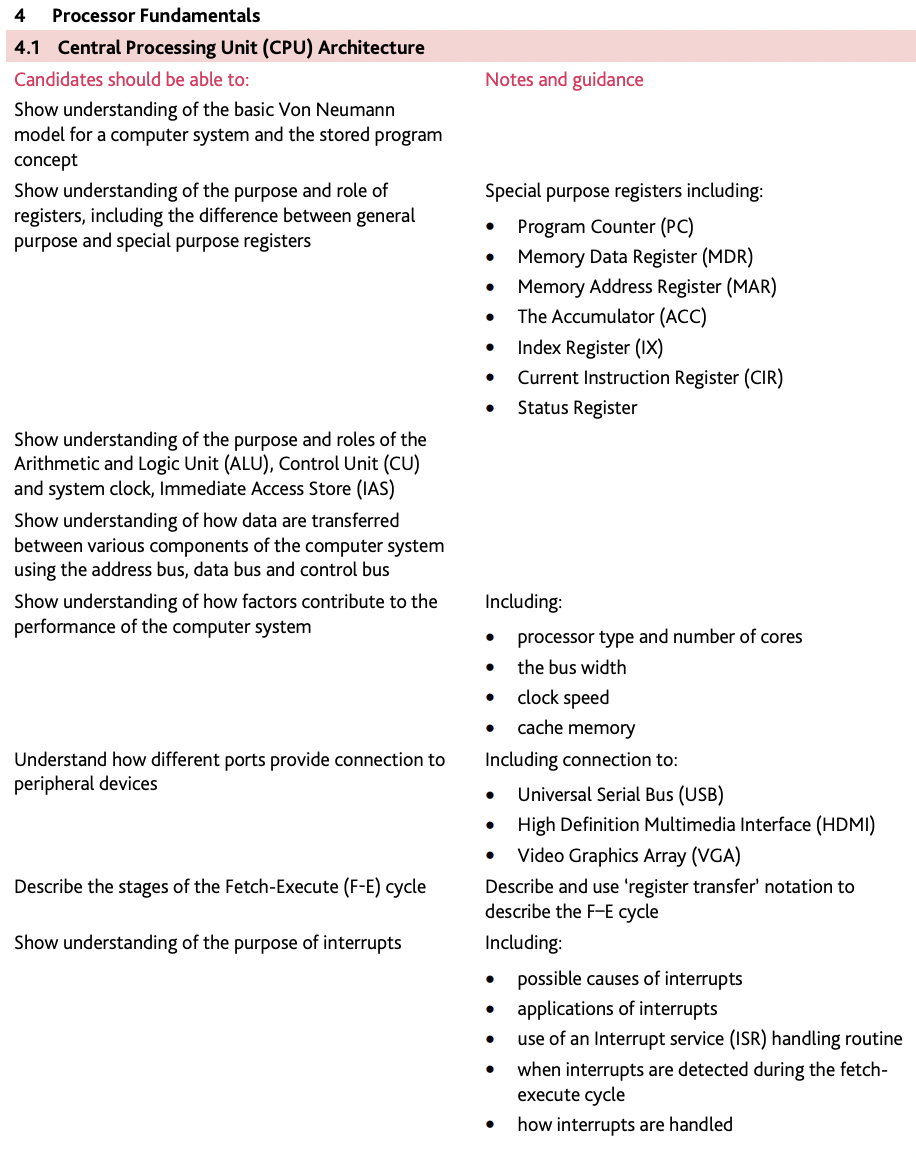 4 Processor Fundamentals
4.1 Central Processing Unit (CPU) Architecture
Candidates should be able to:
Notes and guidance
Show understanding of the basic Von Neumann
model for a computer system and the stored program
concept
Show understanding of the purpose and role of
registers, including the difference between general
purpose and special purpose registers
Special purpose registers including:
• Program Counter (PC)
• Memory Data Register (MDR)
• Memory Address Register (MAR)
• The Accumulator (ACC)
• Index Register (IX)
• Current Instruction Register (CIR)
• Status Register
Show understanding of the purpose and roles of the
Arithmetic and Logic Unit (ALU), Control Unit (CU)
and system clock, Immediate Access Store (IAS)
Show understanding of how data are transferred
between various components of the computer system
using the address bus, data bus and control bus
Show understanding of how factors contribute to the
performance of the computer system
Including:
• processor type and number of cores
• the bus width
• clock speed
• cache memory
Understand how different ports provide connection to
peripheral devices
Including connection to:
• Universal Serial Bus (USB)
• High Definition Multimedia Interface (HDMI)
• Video Graphics Array (VGA)
Describe the stages of the Fetch-Execute (F-E) cycle
Describe and use ‘register transfer’ notation to
describe the F–E cycle
Show understanding of the purpose of interrupts
Including:
• possible causes of interrupts
• applications of interrupts
• use of an Interrupt service (ISR) handling routine
• when interrupts are detected during the fetch-
execute cycle
• how interrupts are handled